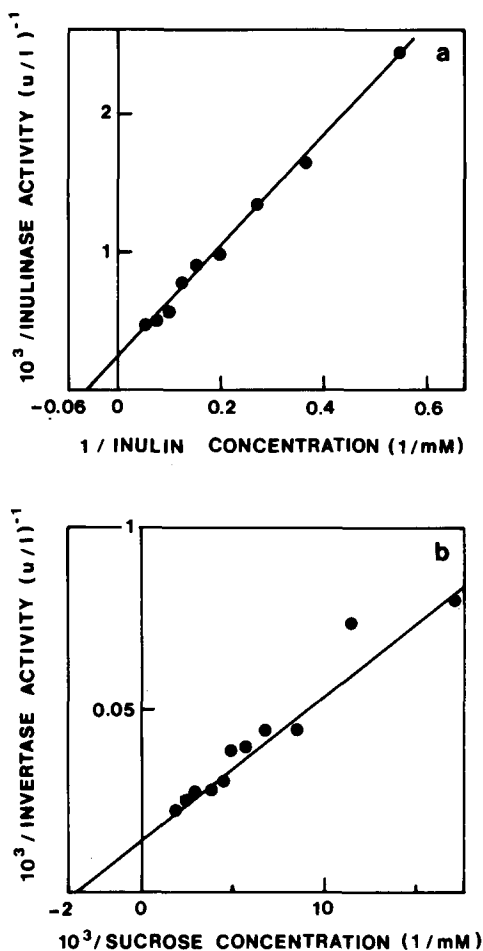 a
10³/INULINASE ACTIVITY (u/l)⁻¹
2
1
-0.06 0 0.2 0.4 0.6
1/ INULIN CONCENTRATION (1/mM)
b
10³/INVERTASE ACTIVITY (u/l)⁻¹
1
0.05
-2 0 10
10³/SUCROSE CONCENTRATION (1/mM)